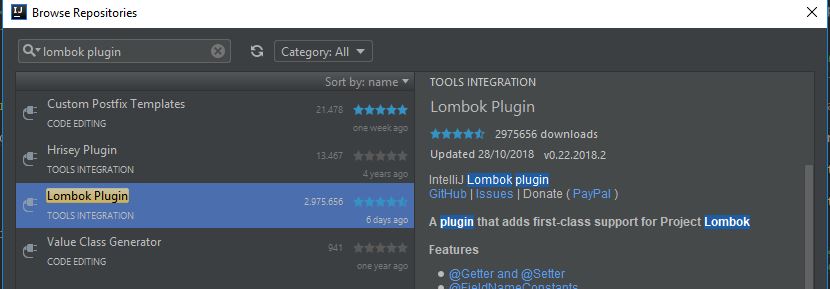 IJ
Browse Repositories
lombok plugin
Category: All
Sort by: name
Custom Postfix Templates
21.478
CODE EDITING
one week ago
Hrisey Plugin
13.467
TOOLS INTEGRATION
4 years ago
Lombok Plugin
2.975.656
TOOLS INTEGRATION
6 days ago
Value Class Generator
941
CODE EDITING
one year ago
TOOLS INTEGRATION
Lombok Plugin
2975656 downloads
Updated 28/10/2018 v0.22.2018.2
IntelliJ Lombok plugin
GitHub | Issues | Donate ( PayPal )
A plugin that adds first-class support for Project Lombok
Features
@Getter and @Setter
@FieldNameConstants